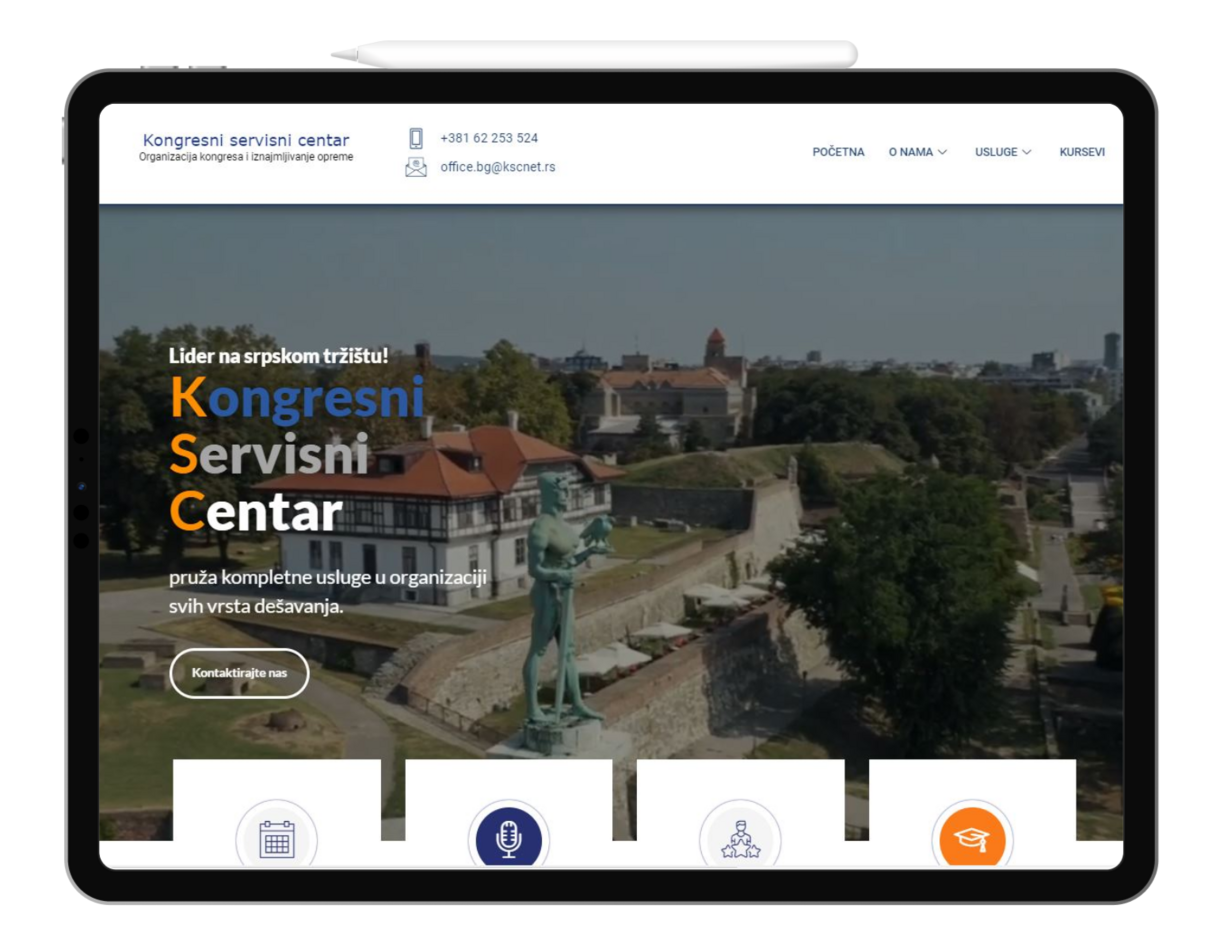 Kongresni servisni centar
Organizacija kongresa i iznajmljivanje opreme
+381 62 253 524
office.bg@kscnet.rs
POČETNA O NAMA USLUGE KURSEVI
Lider na srpskom tržištu!
Kongresni
Servisni
Centar
pruža kompletne usluge u organizaciji
svih vrsta dešavanja.
Kontaktirajte nas